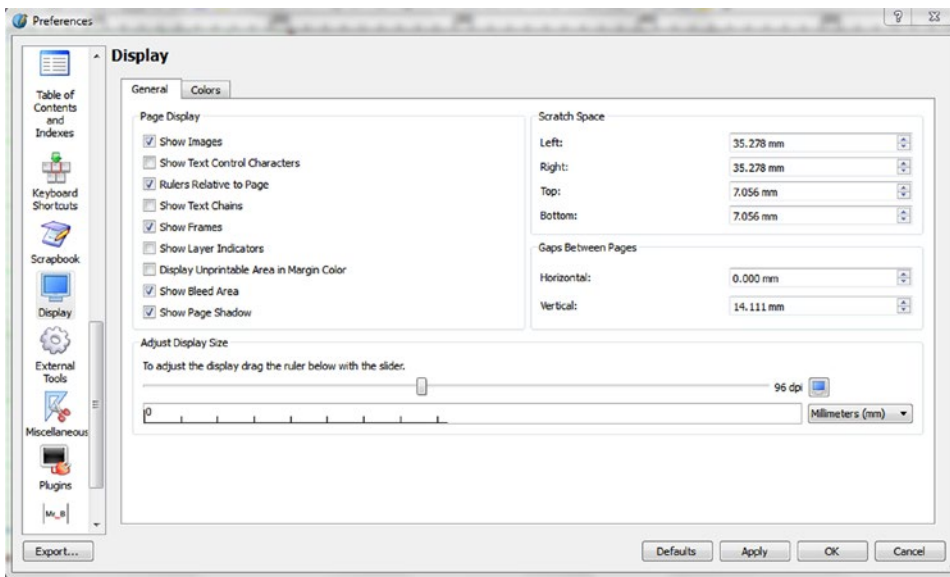 Preferences
Display
Table of
Contents
and
Indexes
Keyboard
Shortcuts
Scrapbook
Display
External
Tools
Miscellaneous
Plugins
General
Colors
Page Display
Show Images
Show Text Control Characters
Rulers Relative to Page
Show Text Chains
Show Frames
Show Layer Indicators
Display Unprintable Area in Margin Color
Show Bleed Area
Show Page Shadow
Scratch Space
Left: 35.278 mm
Right: 35.278 mm
Top: 7.056 mm
Bottom: 7.056 mm
Gaps Between Pages
Horizontal: 0.000 mm
Vertical: 14.111 mm
Adjust Display Size
To adjust the display drag the ruler below with the slider.
96 dpi
0
Millimeters (mm)
Export...
Defaults
Apply
OK
Cancel